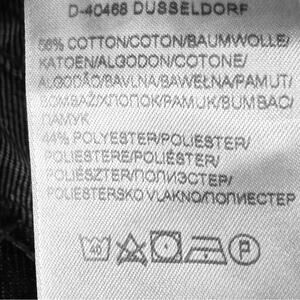 D-40468 DUSSELDORF
56% COTTON/COTON/BAUMWOLLE/
KATOEN/ALGODON/COTONE/
ALGODÃO/BAVLNA/BAWEŁNA/PAMUT/
BOMBAŽ/ХЛОПОК/PAMUK/BUMBAC/
ПАМУК
44% POLYESTER/POLIESTER/
POLIESTERE/POLIÉSTER/
POLIÉSZTER/ПОЛИЭСТЕР/
POLIESTERSKO VLAKNO/ПОЛИЕСТЕР
40
P